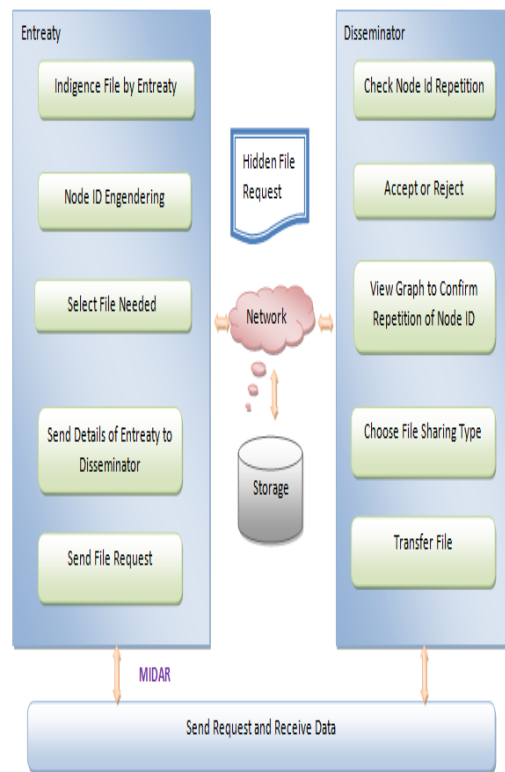 Entreaty
Indigence File by Entreaty
Node ID Engendering
Select File Needed
Send Details of Entreaty to
Disseminator
Send File Request
Hidden File
Request
Network
Storage
Disseminator
Check Node Id Repetition
Accept or Reject
View Graph to Confirm
Repetition of Node ID
Choose File Sharing Type
Transfer File
MIDAR
Send Request and Receive Data